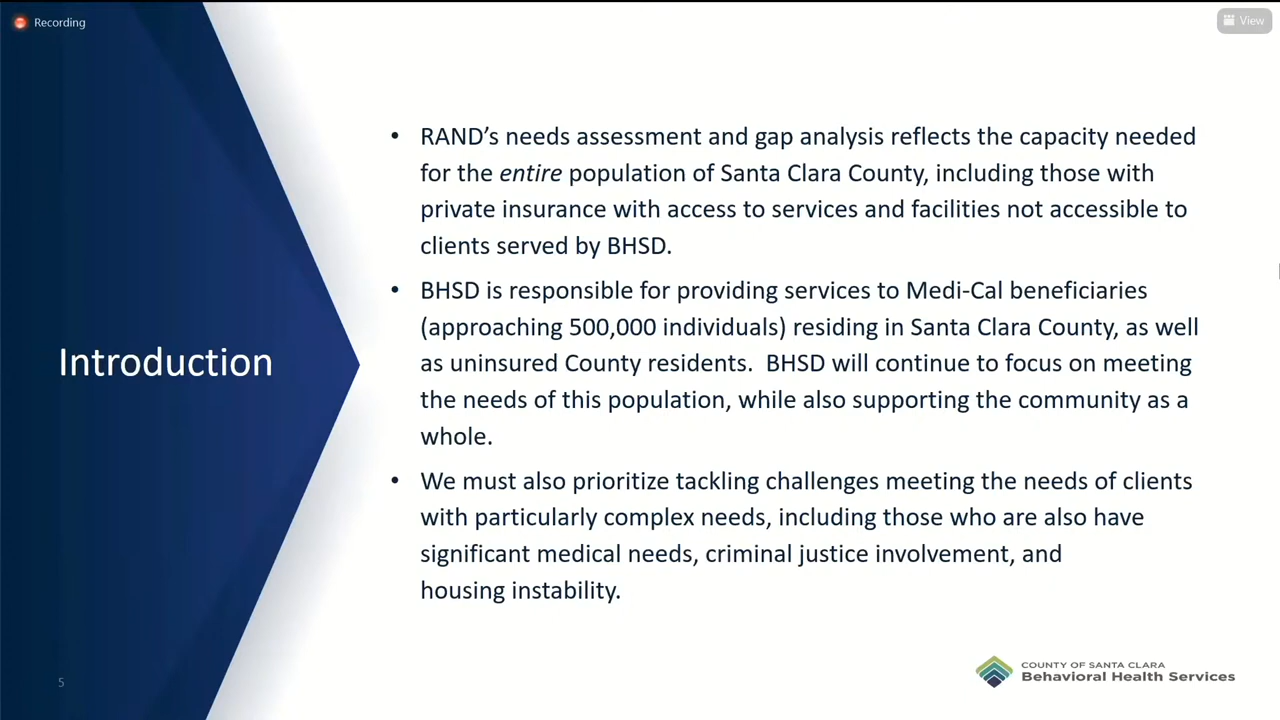 Recording
View
• RAND’s needs assessment and gap analysis reflects the capacity needed
for the entire population of Santa Clara County, including those with
private insurance with access to services and facilities not accessible to
clients served by BHSD.
• BHSD is responsible for providing services to Medi-Cal beneficiaries
(approaching 500,000 individuals) residing in Santa Clara County, as well
as uninsured County residents.  BHSD will continue to focus on meeting
the needs of this population, while also supporting the community as a
whole.
• We must also prioritize tackling challenges meeting the needs of clients
with particularly complex needs, including those who are also have
significant medical needs, criminal justice involvement, and
housing instability.
Introduction
5
COUNTY OF SANTA CLARA
Behavioral Health Services